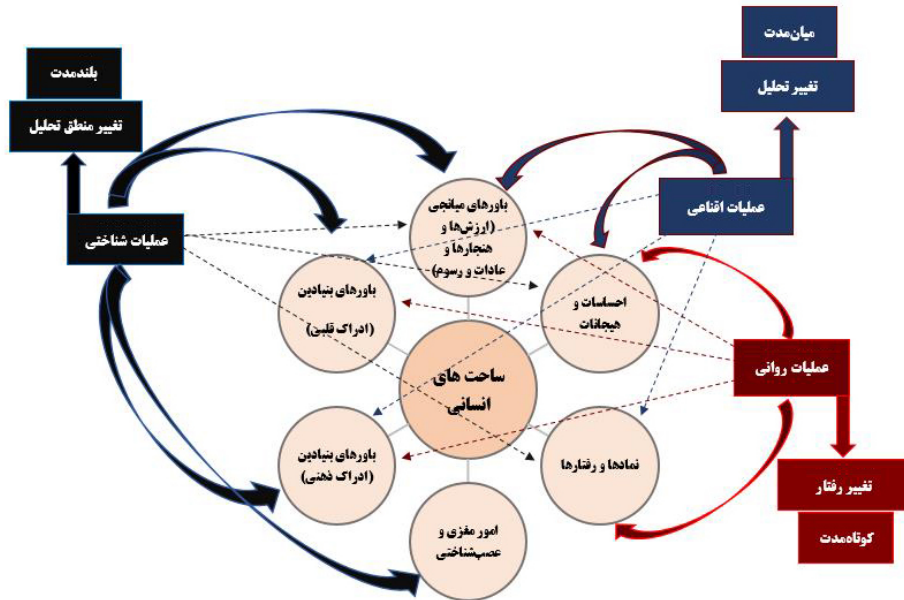 میان‌مدت
تغییر تحلیل
عملیات اقناعی
بلندمدت
تغییر منطق تحلیل
عملیات شناختی
باورهای میانجی
(ارزش‌ها و
هنجارها و
عادات و رسوم)
احساسات و
هیجانات
باورهای بنیادین
(ادراک قلبی)
ساحت های
انسانی
عملیات روانی
نمادها و رفتارها
باورهای بنیادین
(ادراک ذهنی)
امور مغزی و
عصب‌شناختی
تغییر رفتار
کوتاه‌مدت